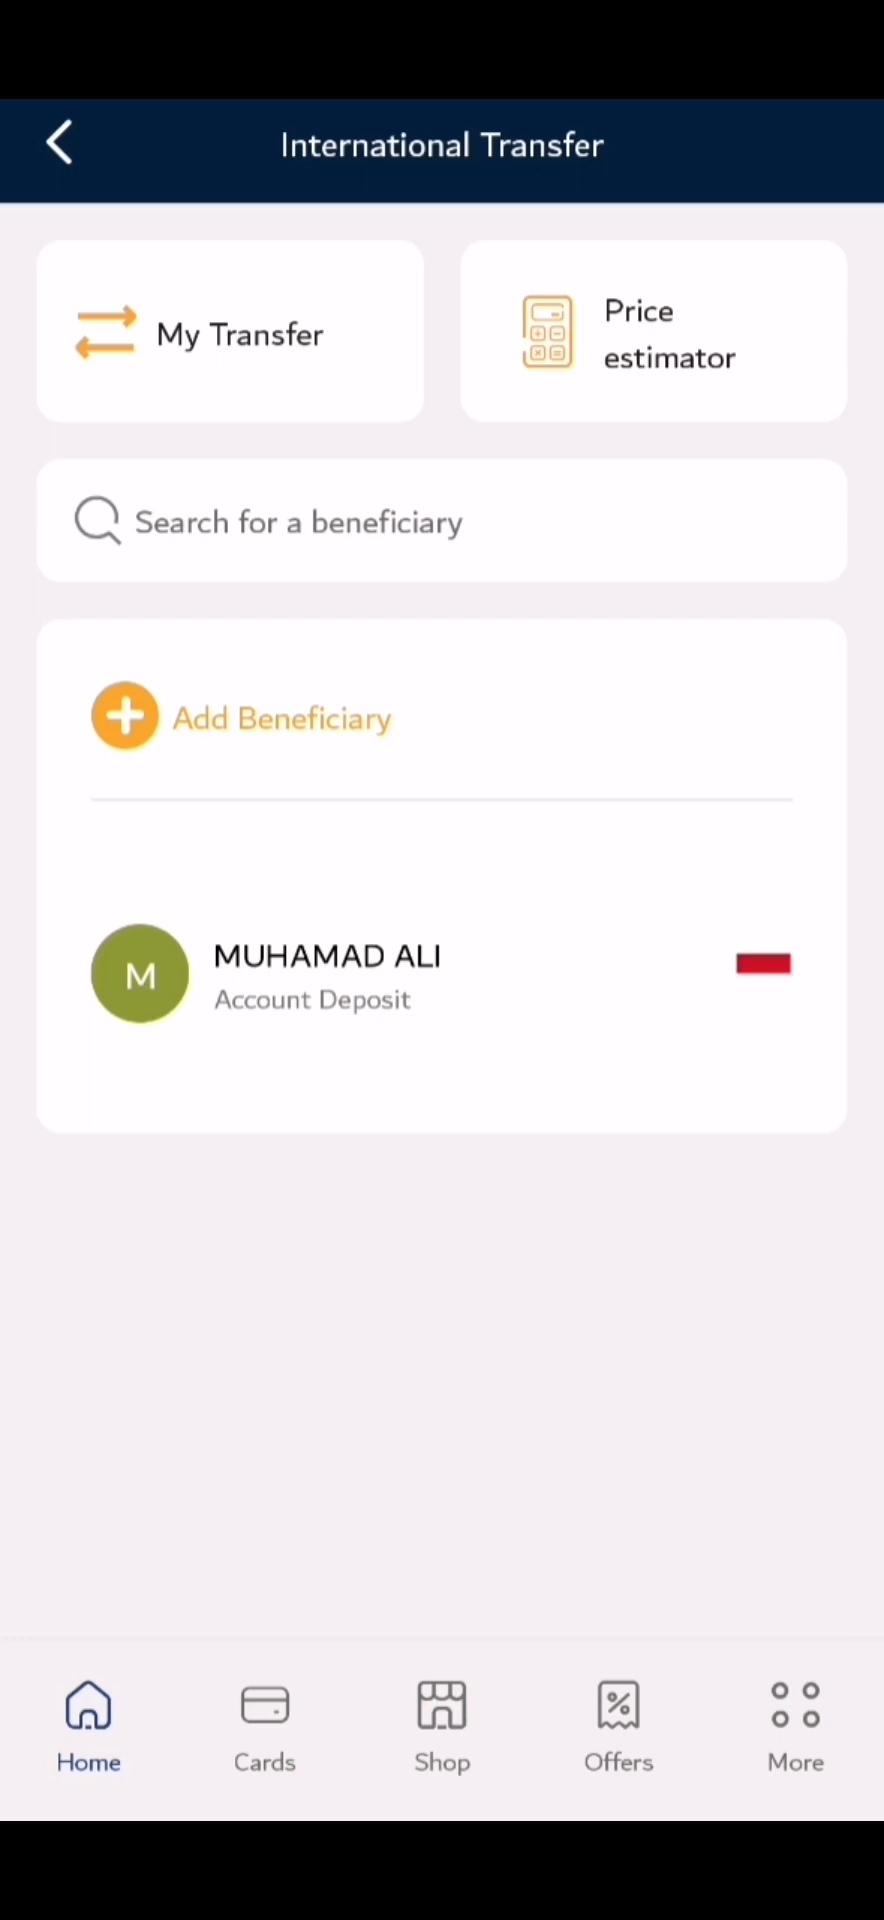 International Transfer
My Transfer
Price
estimator
Search for a beneficiary
Add Beneficiary
M
MUHAMAD ALI
Account Deposit
Home
Cards
Shop
Offers
More